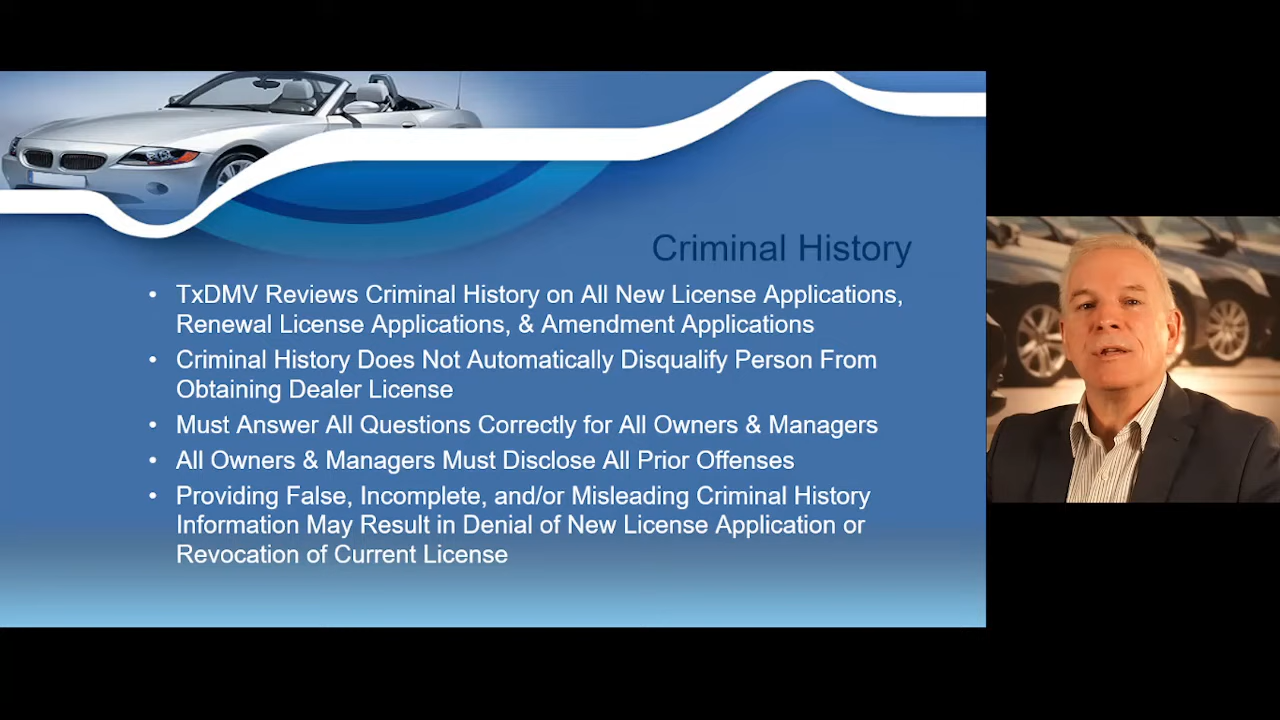 Criminal History
• TxDMV Reviews Criminal History on All New License Applications,
Renewal License Applications, & Amendment Applications
• Criminal History Does Not Automatically Disqualify Person From
Obtaining Dealer License
• Must Answer All Questions Correctly for All Owners & Managers
• All Owners & Managers Must Disclose All Prior Offenses
• Providing False, Incomplete, and/or Misleading Criminal History
Information May Result in Denial of New License Application or
Revocation of Current License